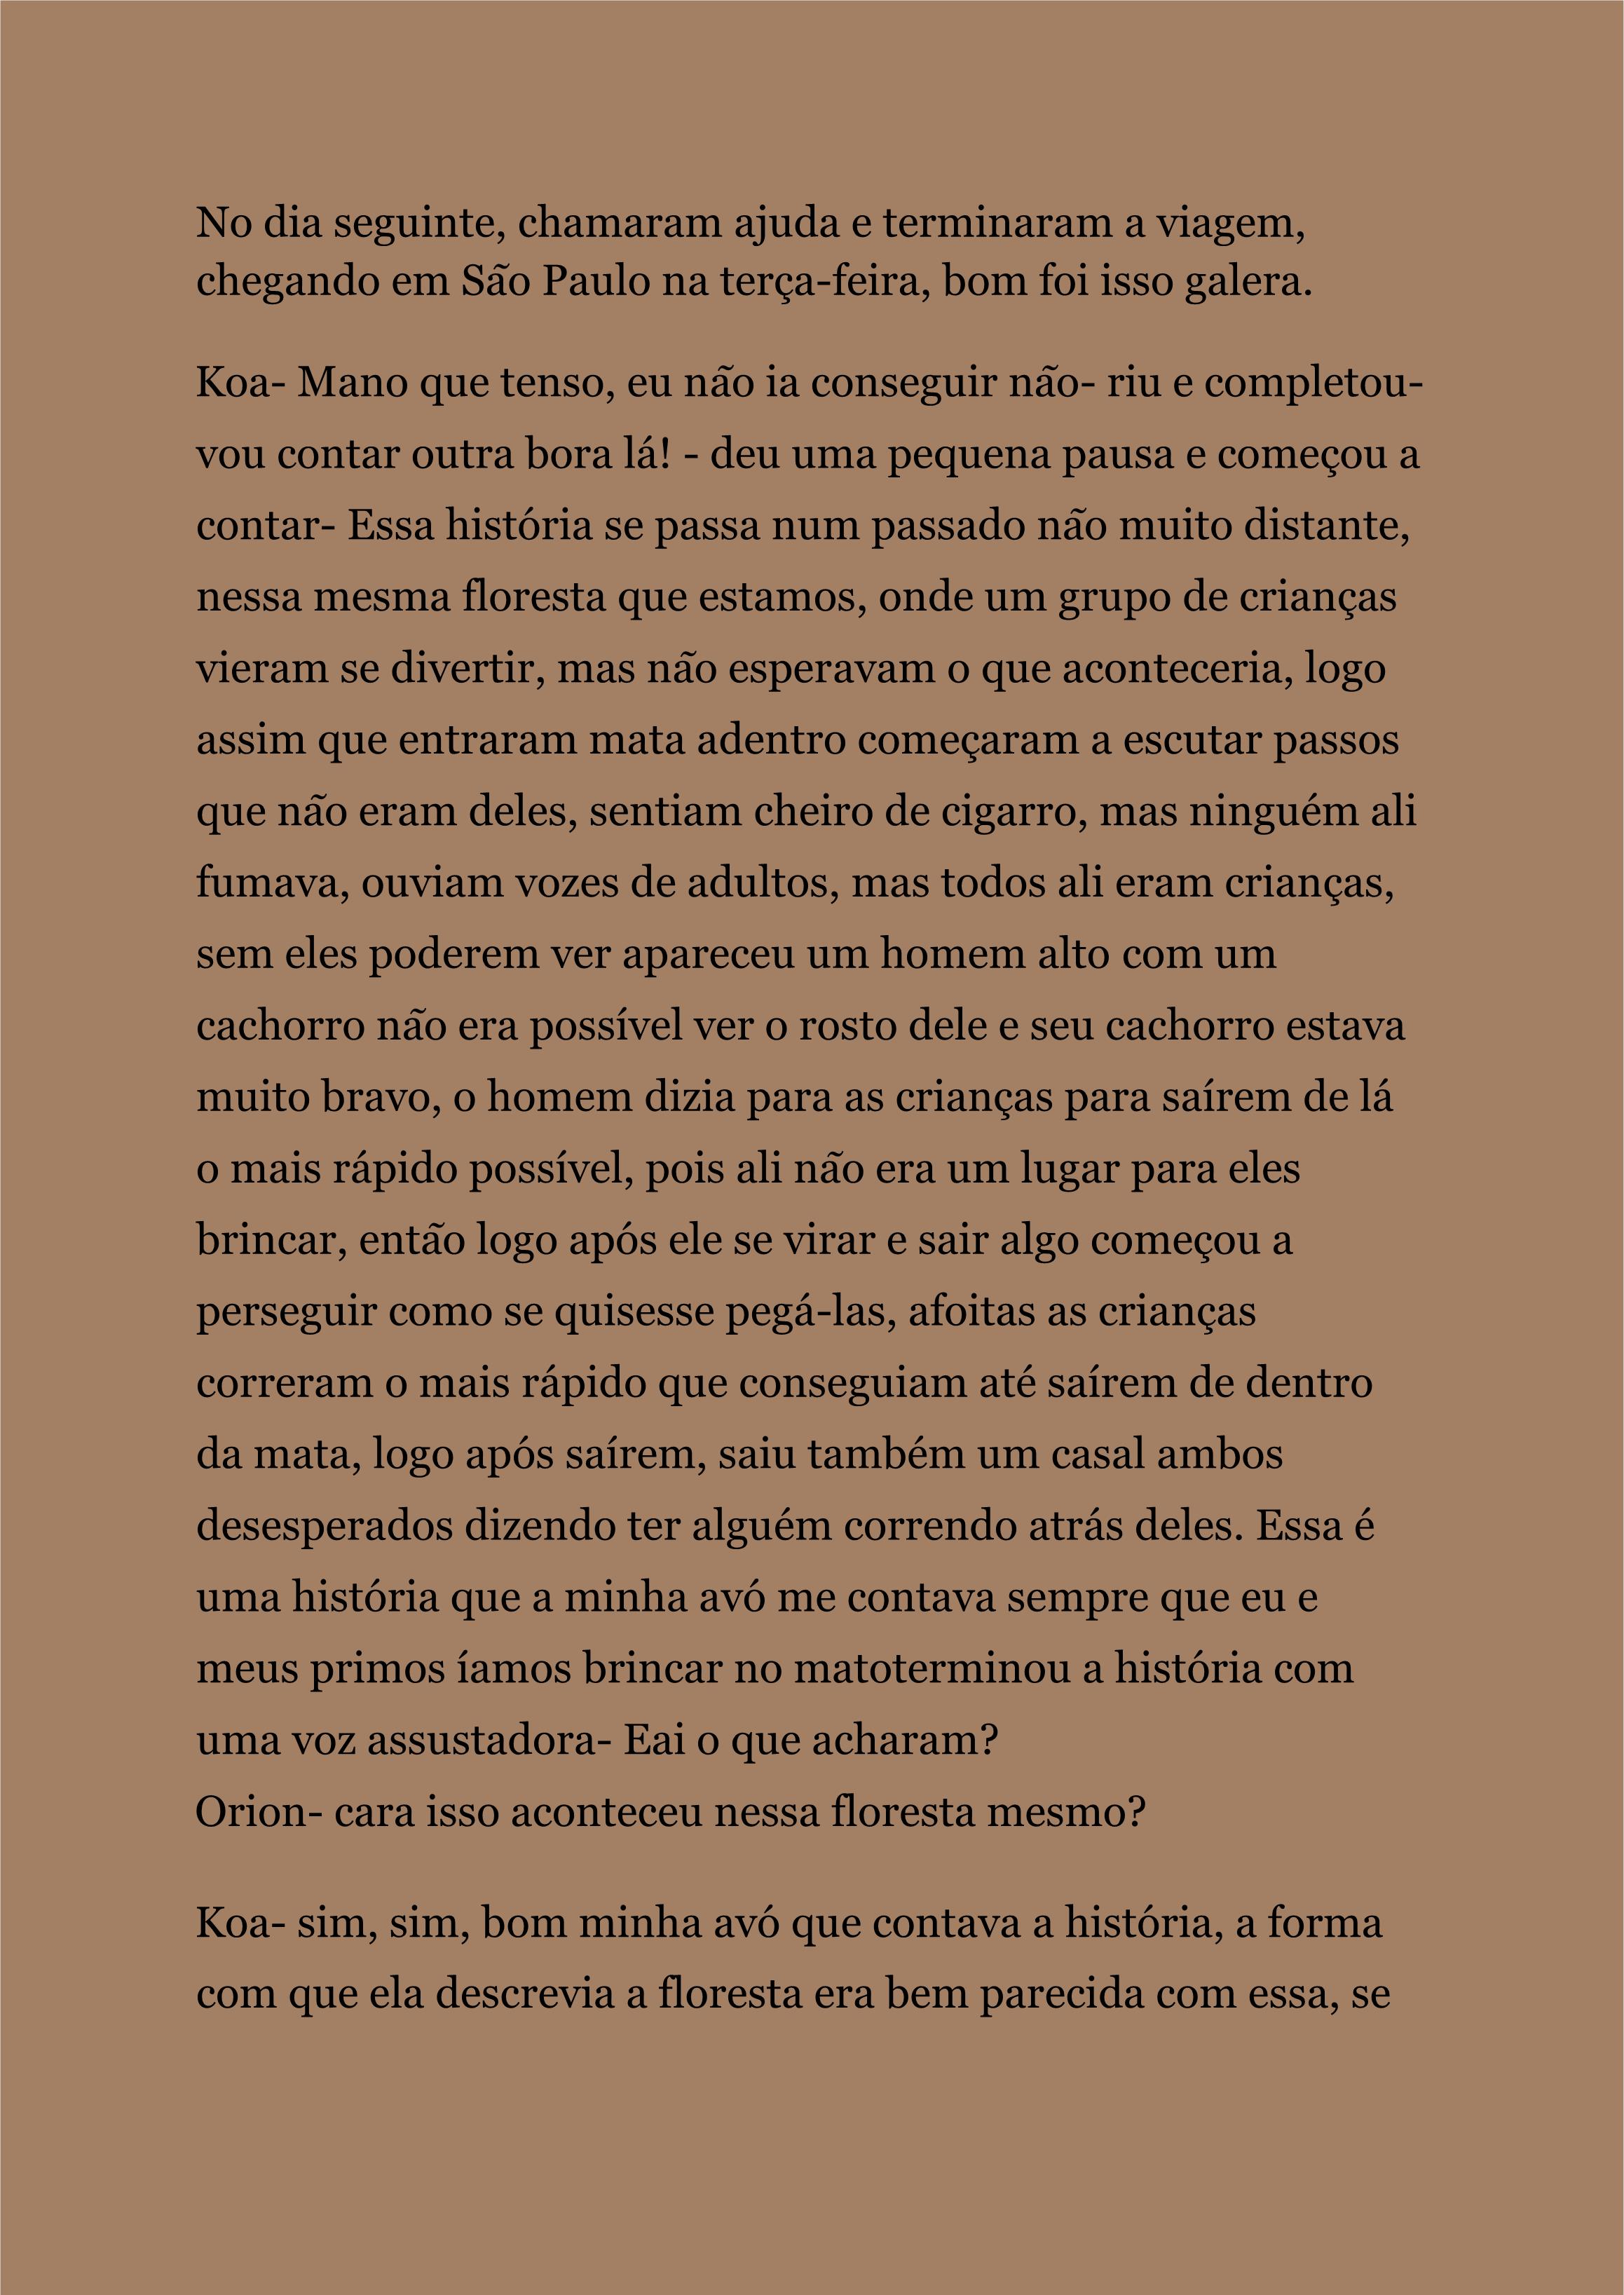 No dia seguinte, chamaram ajuda e terminaram a viagem,
chegando em São Paulo na terça-feira, bom foi isso galera.
Koa- Mano que tenso, eu não ia conseguir não- riu e completou-
vou contar outra bora lá! - deu uma pequena pausa e começou a
contar- Essa história se passa num passado não muito distante,
nessa mesma floresta que estamos, onde um grupo de crianças
vieram se divertir, mas não esperavam o que aconteceria, logo
assim que entraram mata adentro começaram a escutar passos
que não eram deles, sentiam cheiro de cigarro, mas ninguém ali
fumava, ouviam vozes de adultos, mas todos ali eram crianças,
sem eles poderem ver apareceu um homem alto com um
cachorro não era possível ver o rosto dele e seu cachorro estava
muito bravo, o homem dizia para as crianças para saírem de lá
o mais rápido possível, pois ali não era um lugar para eles
brincar, então logo após ele se virar e sair algo começou a
perseguir como se quisesse pegá-las, afoitas as crianças
correram o mais rápido que conseguiam até saírem de dentro
da mata, logo após saírem, saiu também um casal ambos
desesperados dizendo ter alguém correndo atrás deles. Essa é
uma história que a minha avó me contava sempre que eu e
meus primos íamos brincar no matoterminou a história com
uma voz assustadora- Eai o que acharam?
Orion- cara isso aconteceu nessa floresta mesmo?
Koa- sim, sim, bom minha avó que contava a história, a forma
com que ela descrevia a floresta era bem parecida com essa, se